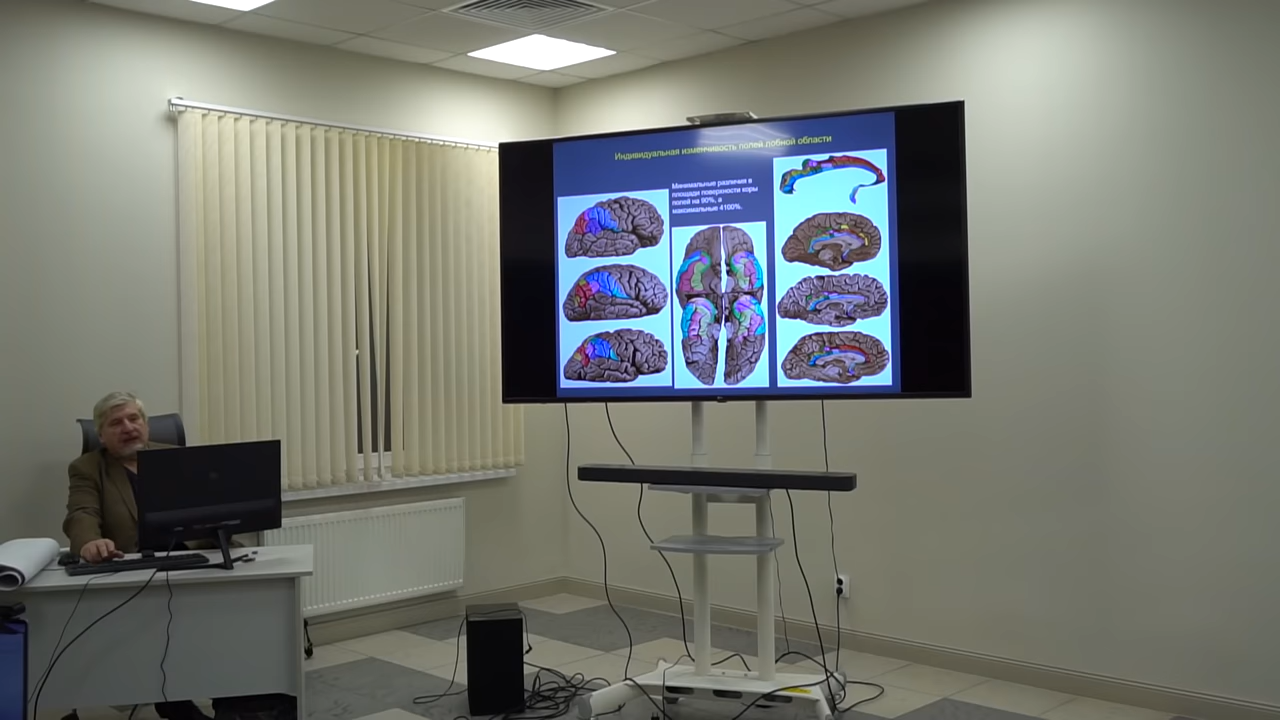 Индивидуальная изменчивость полей лобной области
Минимальные различия в
площади поверхности коры
полей на 90%, а
максимальные 4100%.